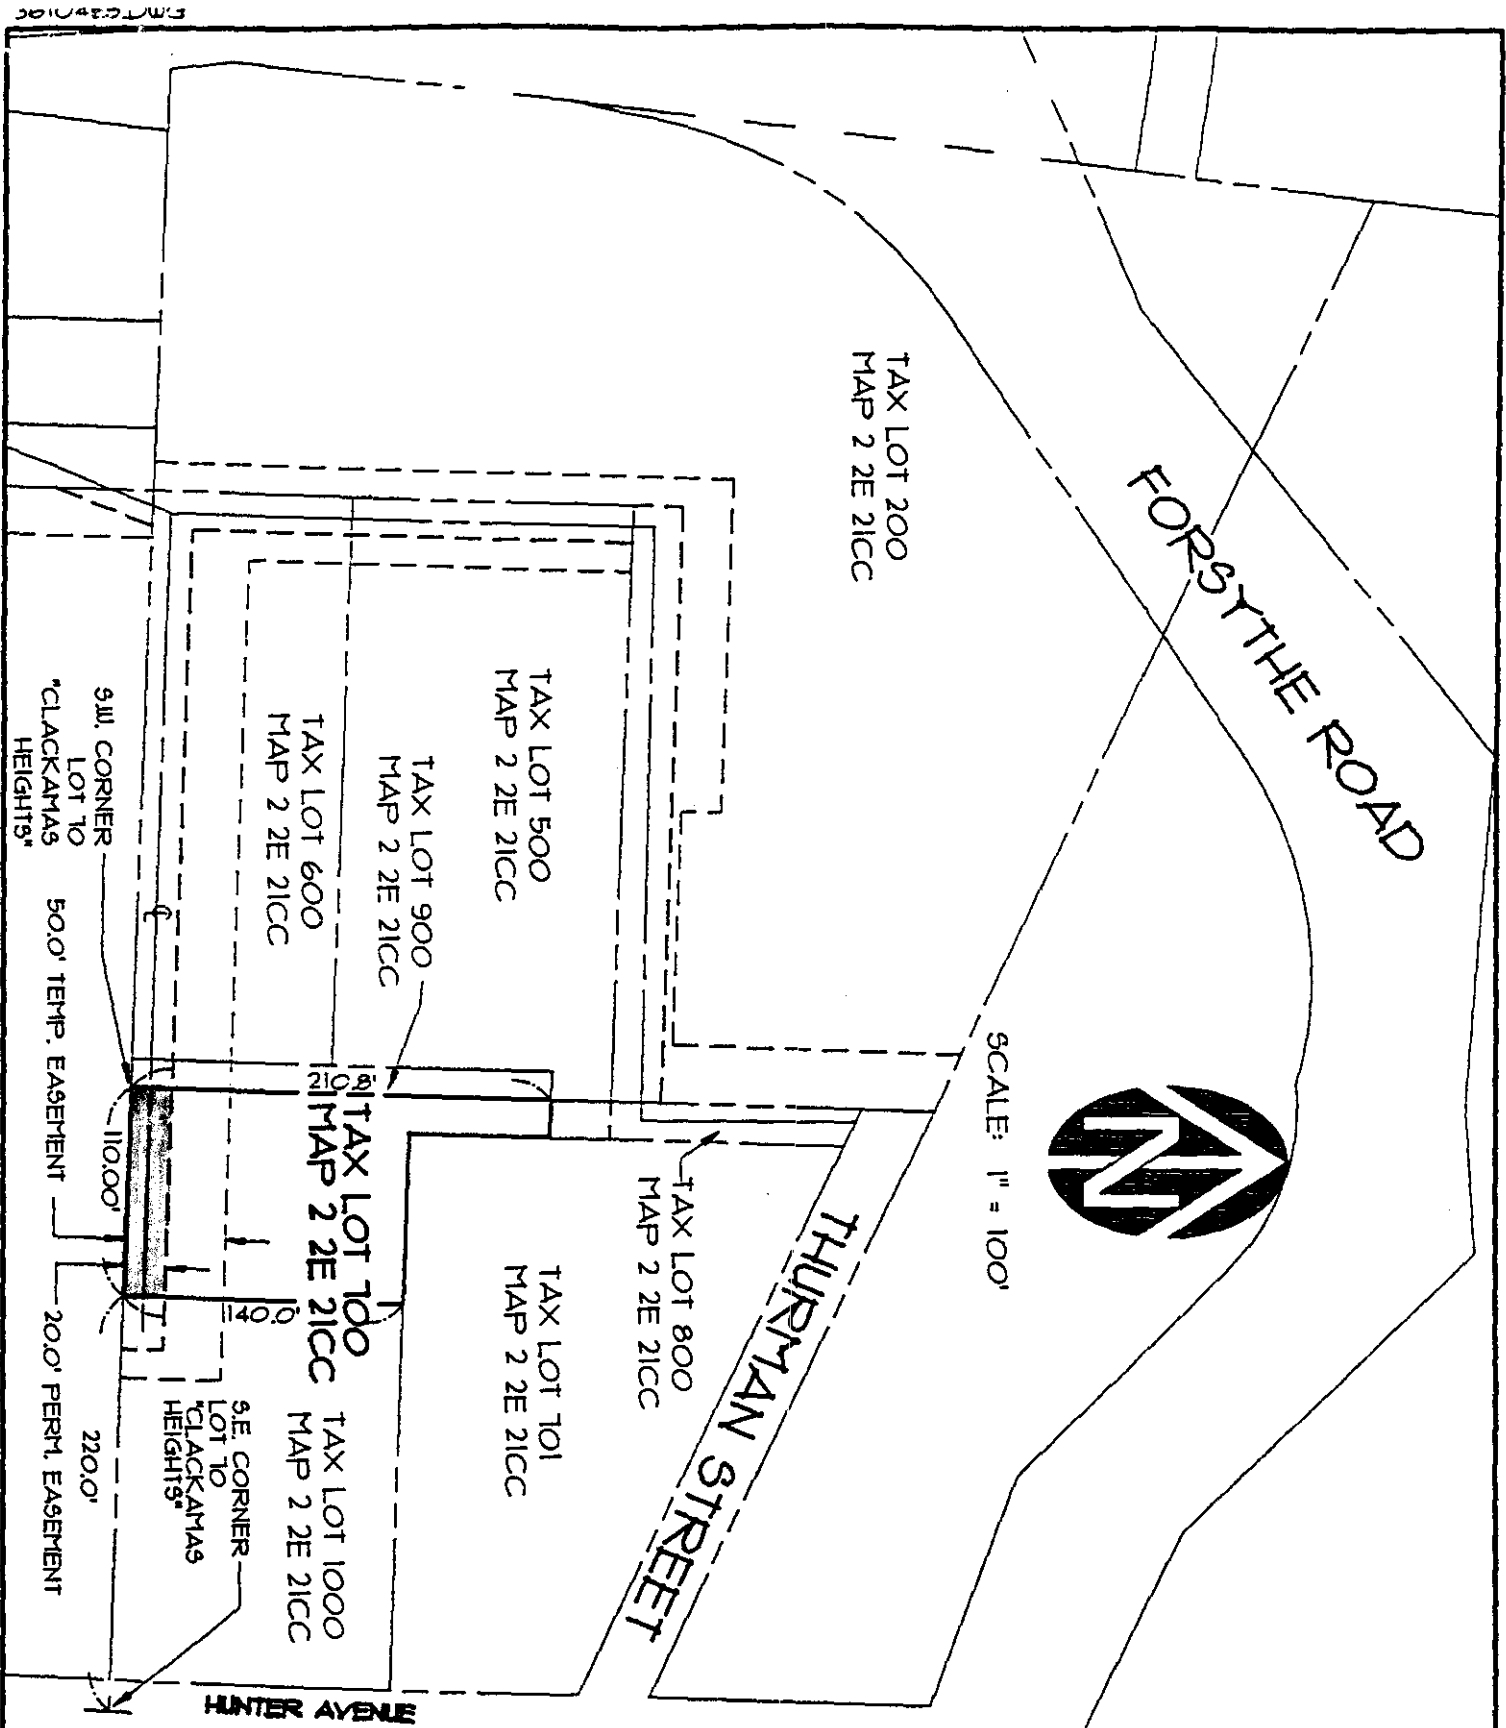 FORSYTHE ROAD
TAX LOT 200
MAP 2 2E 21CC
SCALE: 1" = 100'
N
THURMAN STREET
TAX LOT 800
MAP 2 2E 21CC
TAX LOT 500
MAP 2 2E 21CC
TAX LOT 701
MAP 2 2E 21CC
TAX LOT 900
MAP 2 2E 21CC
TAX LOT 600
MAP 2 2E 21CC
210.8'
TAX LOT 700
MAP 2 2E 21CC
TAX LOT 1000
MAP 2 2E 21CC
140.0'
S.W. CORNER
LOT 70
"CLACKAMAS
HEIGHTS"
110.00'
S.E. CORNER
LOT 70
"CLACKAMAS
HEIGHTS"
220.0'
50.0' TEMP. EASEMENT
20.0' PERM. EASEMENT
HUNTER AVENUE